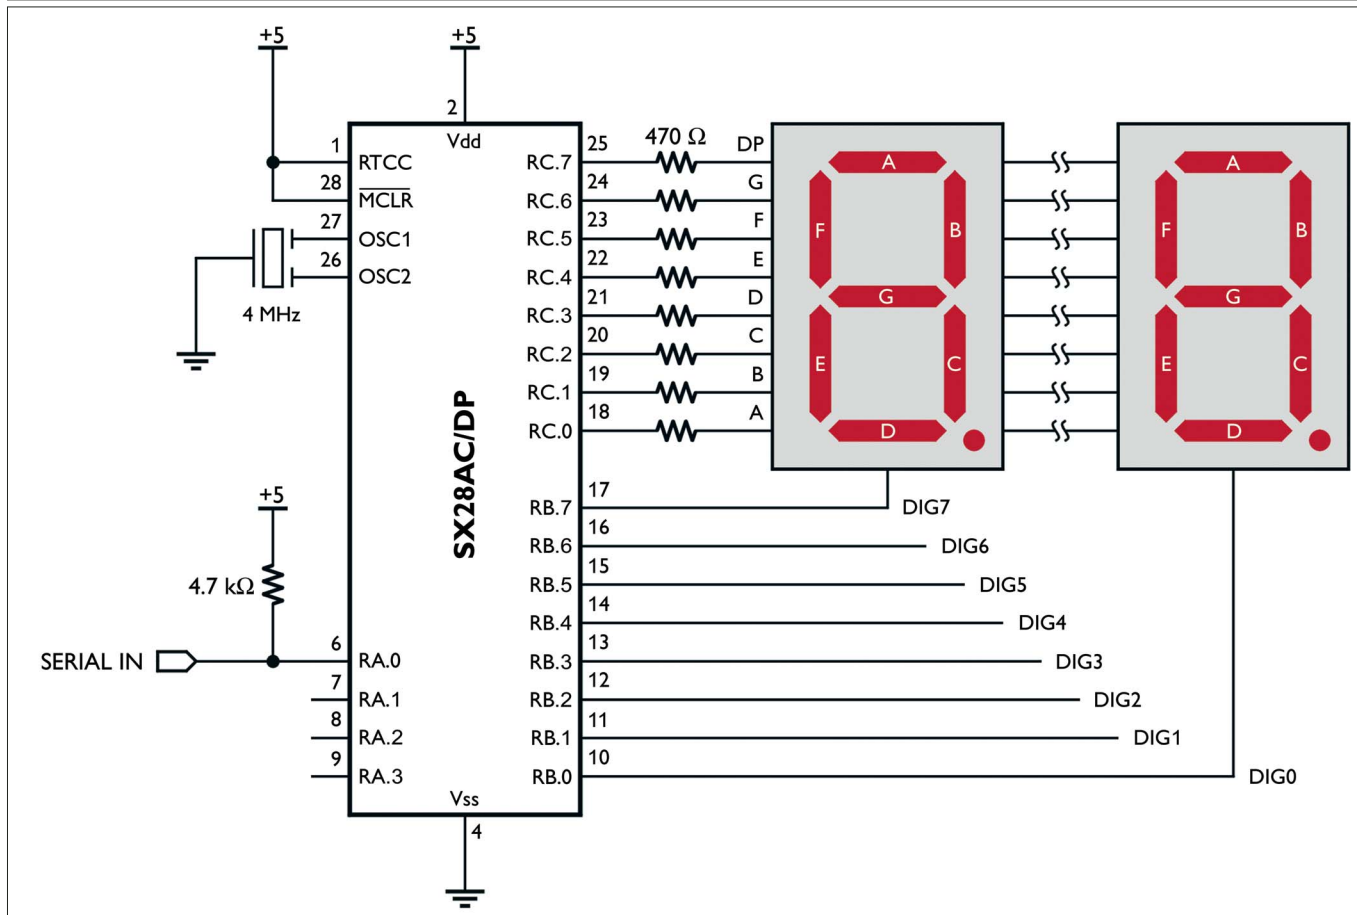 +5
+5
2
Vdd
1
RTCC
28
MCLR
27
OSC1
26
OSC2
4 MHz
SX28AC/DP
+5
4.7 kΩ
SERIAL IN
6
RA.0
7
RA.1
8
RA.2
9
RA.3
Vss
4
470 Ω
25
RC.7
DP
24
RC.6
G
23
RC.5
F
22
RC.4
E
21
RC.3
D
20
RC.2
C
19
RC.1
B
18
RC.0
A
A
F
B
G
E
C
D
A
F
B
G
E
C
D
17
RB.7
DIG7
16
RB.6
DIG6
15
RB.5
DIG5
14
RB.4
DIG4
13
RB.3
DIG3
12
RB.2
DIG2
11
RB.1
DIG1
10
RB.0
DIG0